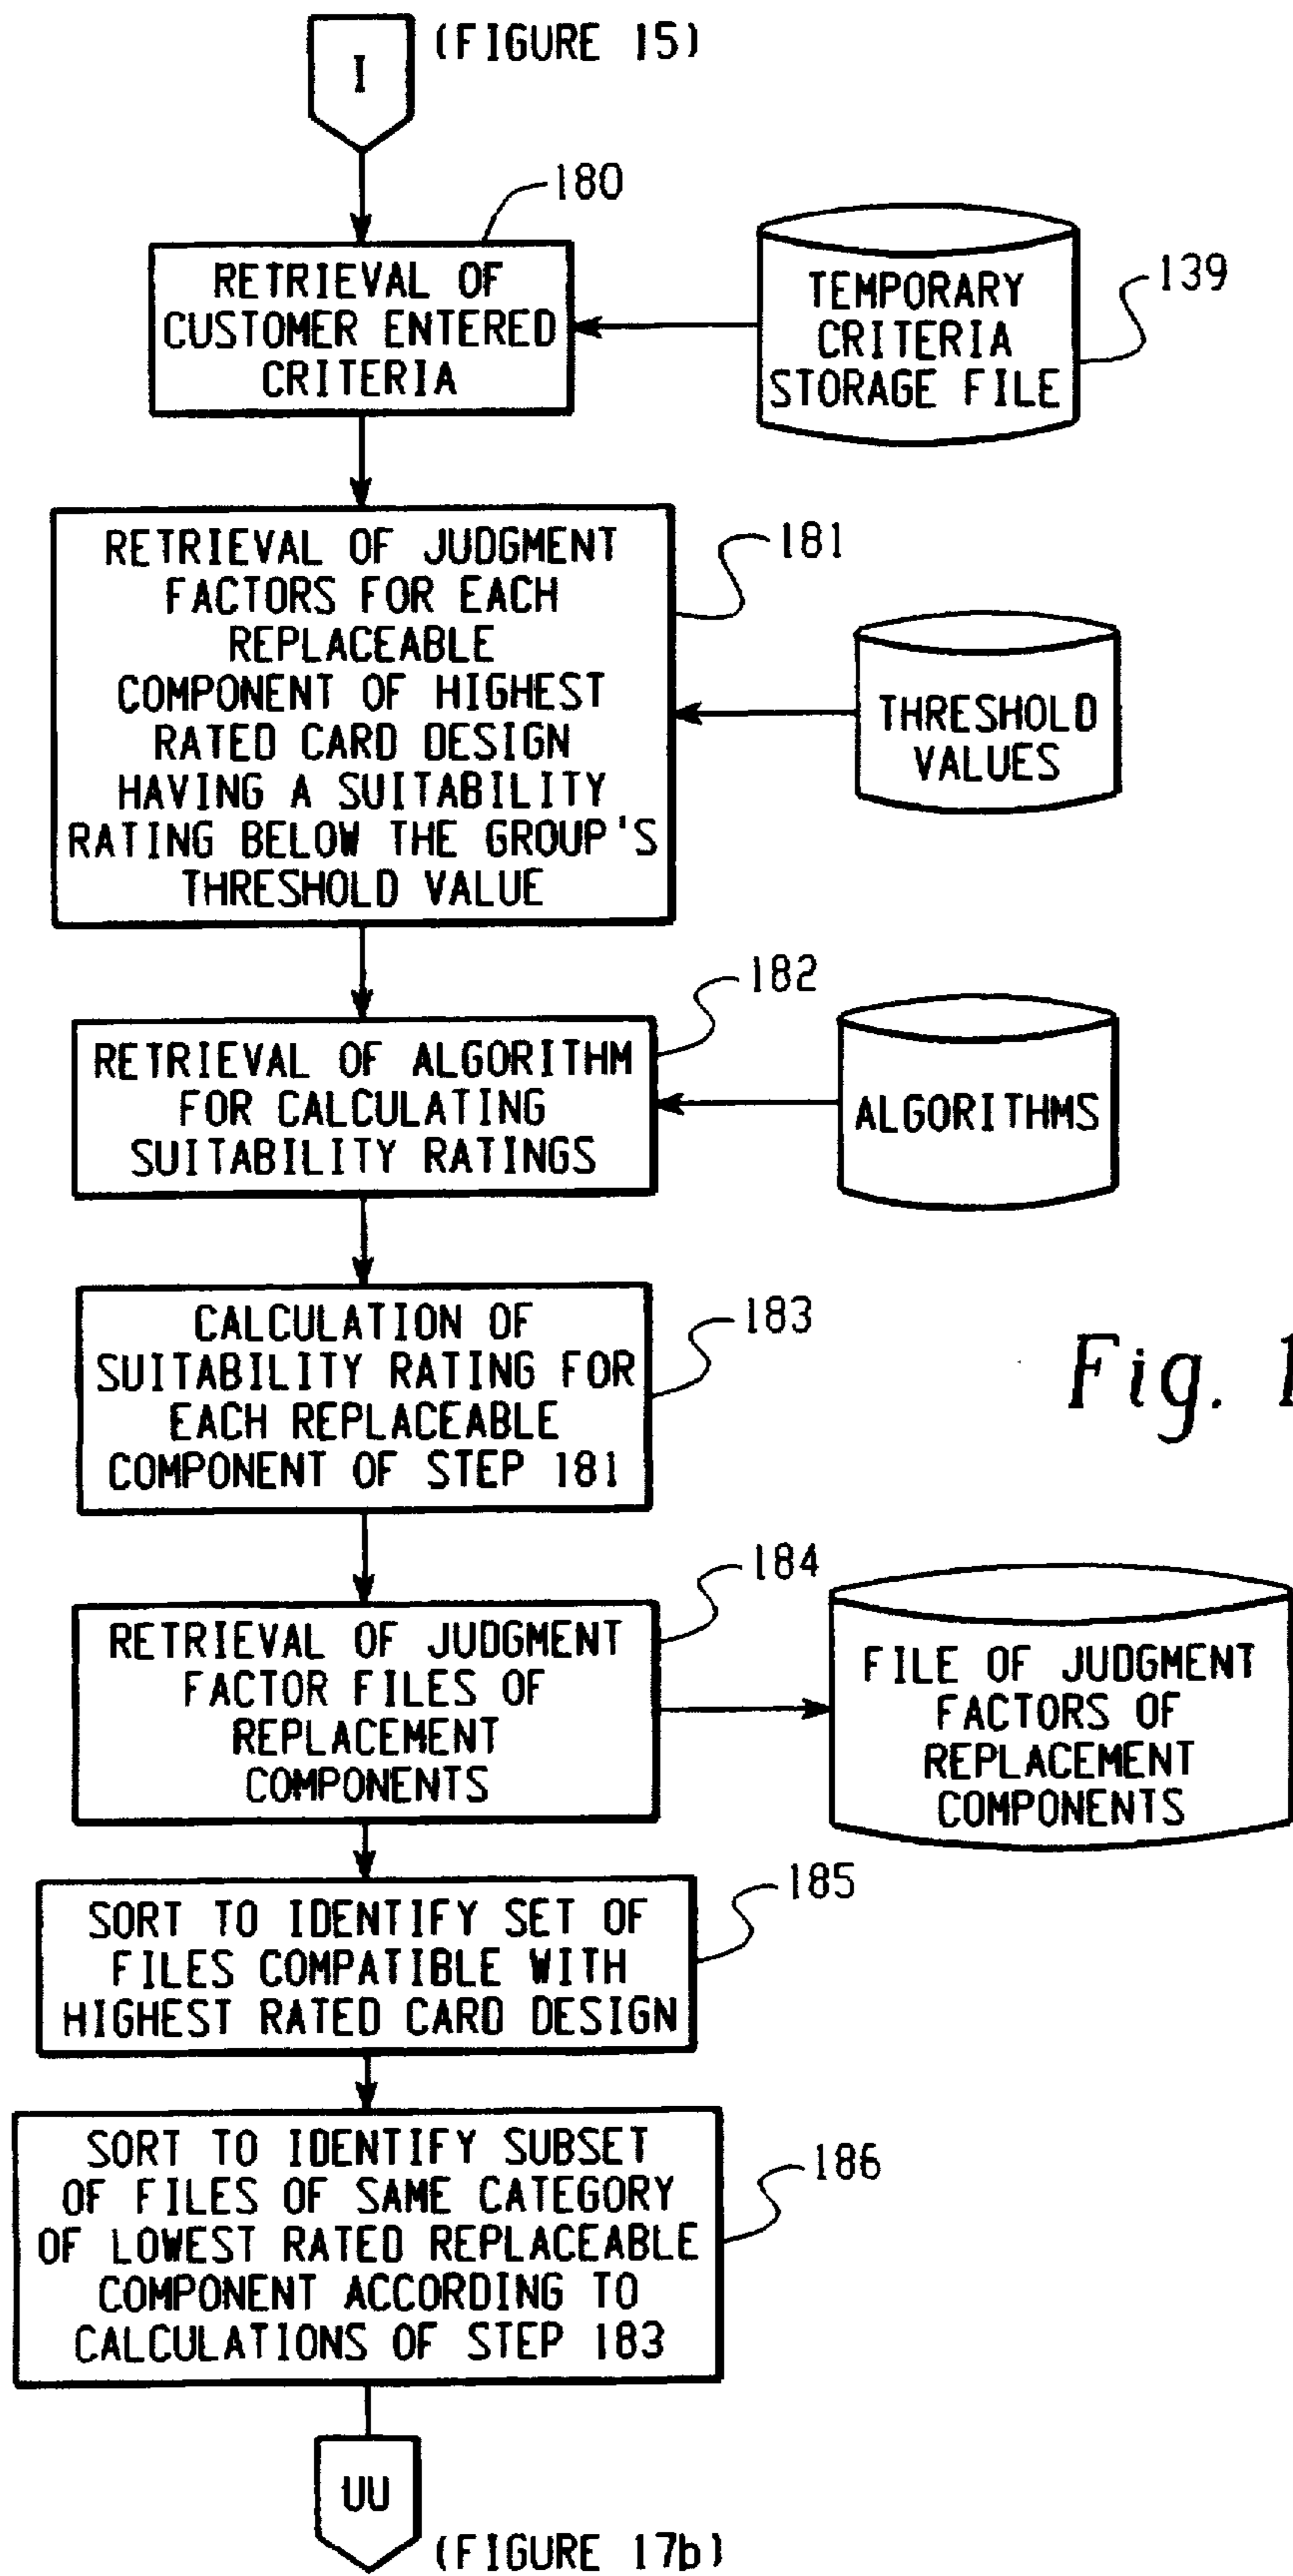 I
(FIGURE 15)
180
RETRIEVAL OF
CUSTOMER ENTERED
CRITERIA
TEMPORARY
CRITERIA
STORAGE FILE
139
RETRIEVAL OF JUDGMENT
FACTORS FOR EACH
REPLACEABLE
COMPONENT OF HIGHEST
RATED CARD DESIGN
HAVING A SUITABILITY
RATING BELOW THE GROUP'S
THRESHOLD VALUE
181
THRESHOLD
VALUES
182
RETRIEVAL OF ALGORITHM
FOR CALCULATING
SUITABILITY RATINGS
ALGORITHMS
CALCULATION OF
SUITABILITY RATING FOR
EACH REPLACEABLE
COMPONENT OF STEP 181
183
Fig. 1
184
RETRIEVAL OF JUDGMENT
FACTOR FILES OF
REPLACEMENT
COMPONENTS
FILE OF JUDGMENT
FACTORS OF
REPLACEMENT
COMPONENTS
185
SORT TO IDENTIFY SET OF
FILES COMPATIBLE WITH
HIGHEST RATED CARD DESIGN
SORT TO IDENTIFY SUBSET
OF FILES OF SAME CATEGORY
OF LOWEST RATED REPLACEABLE
COMPONENT ACCORDING TO
CALCULATIONS OF STEP 183
186
UU
(FIGURE 17b)